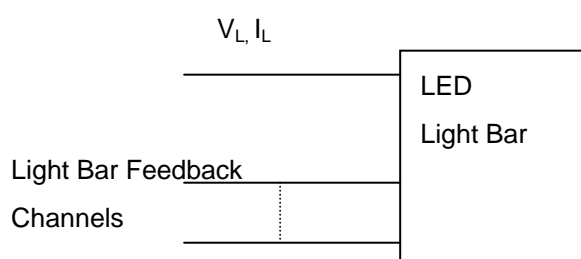 V_L, I_L
LED
Light Bar
Light Bar Feedback
Channels